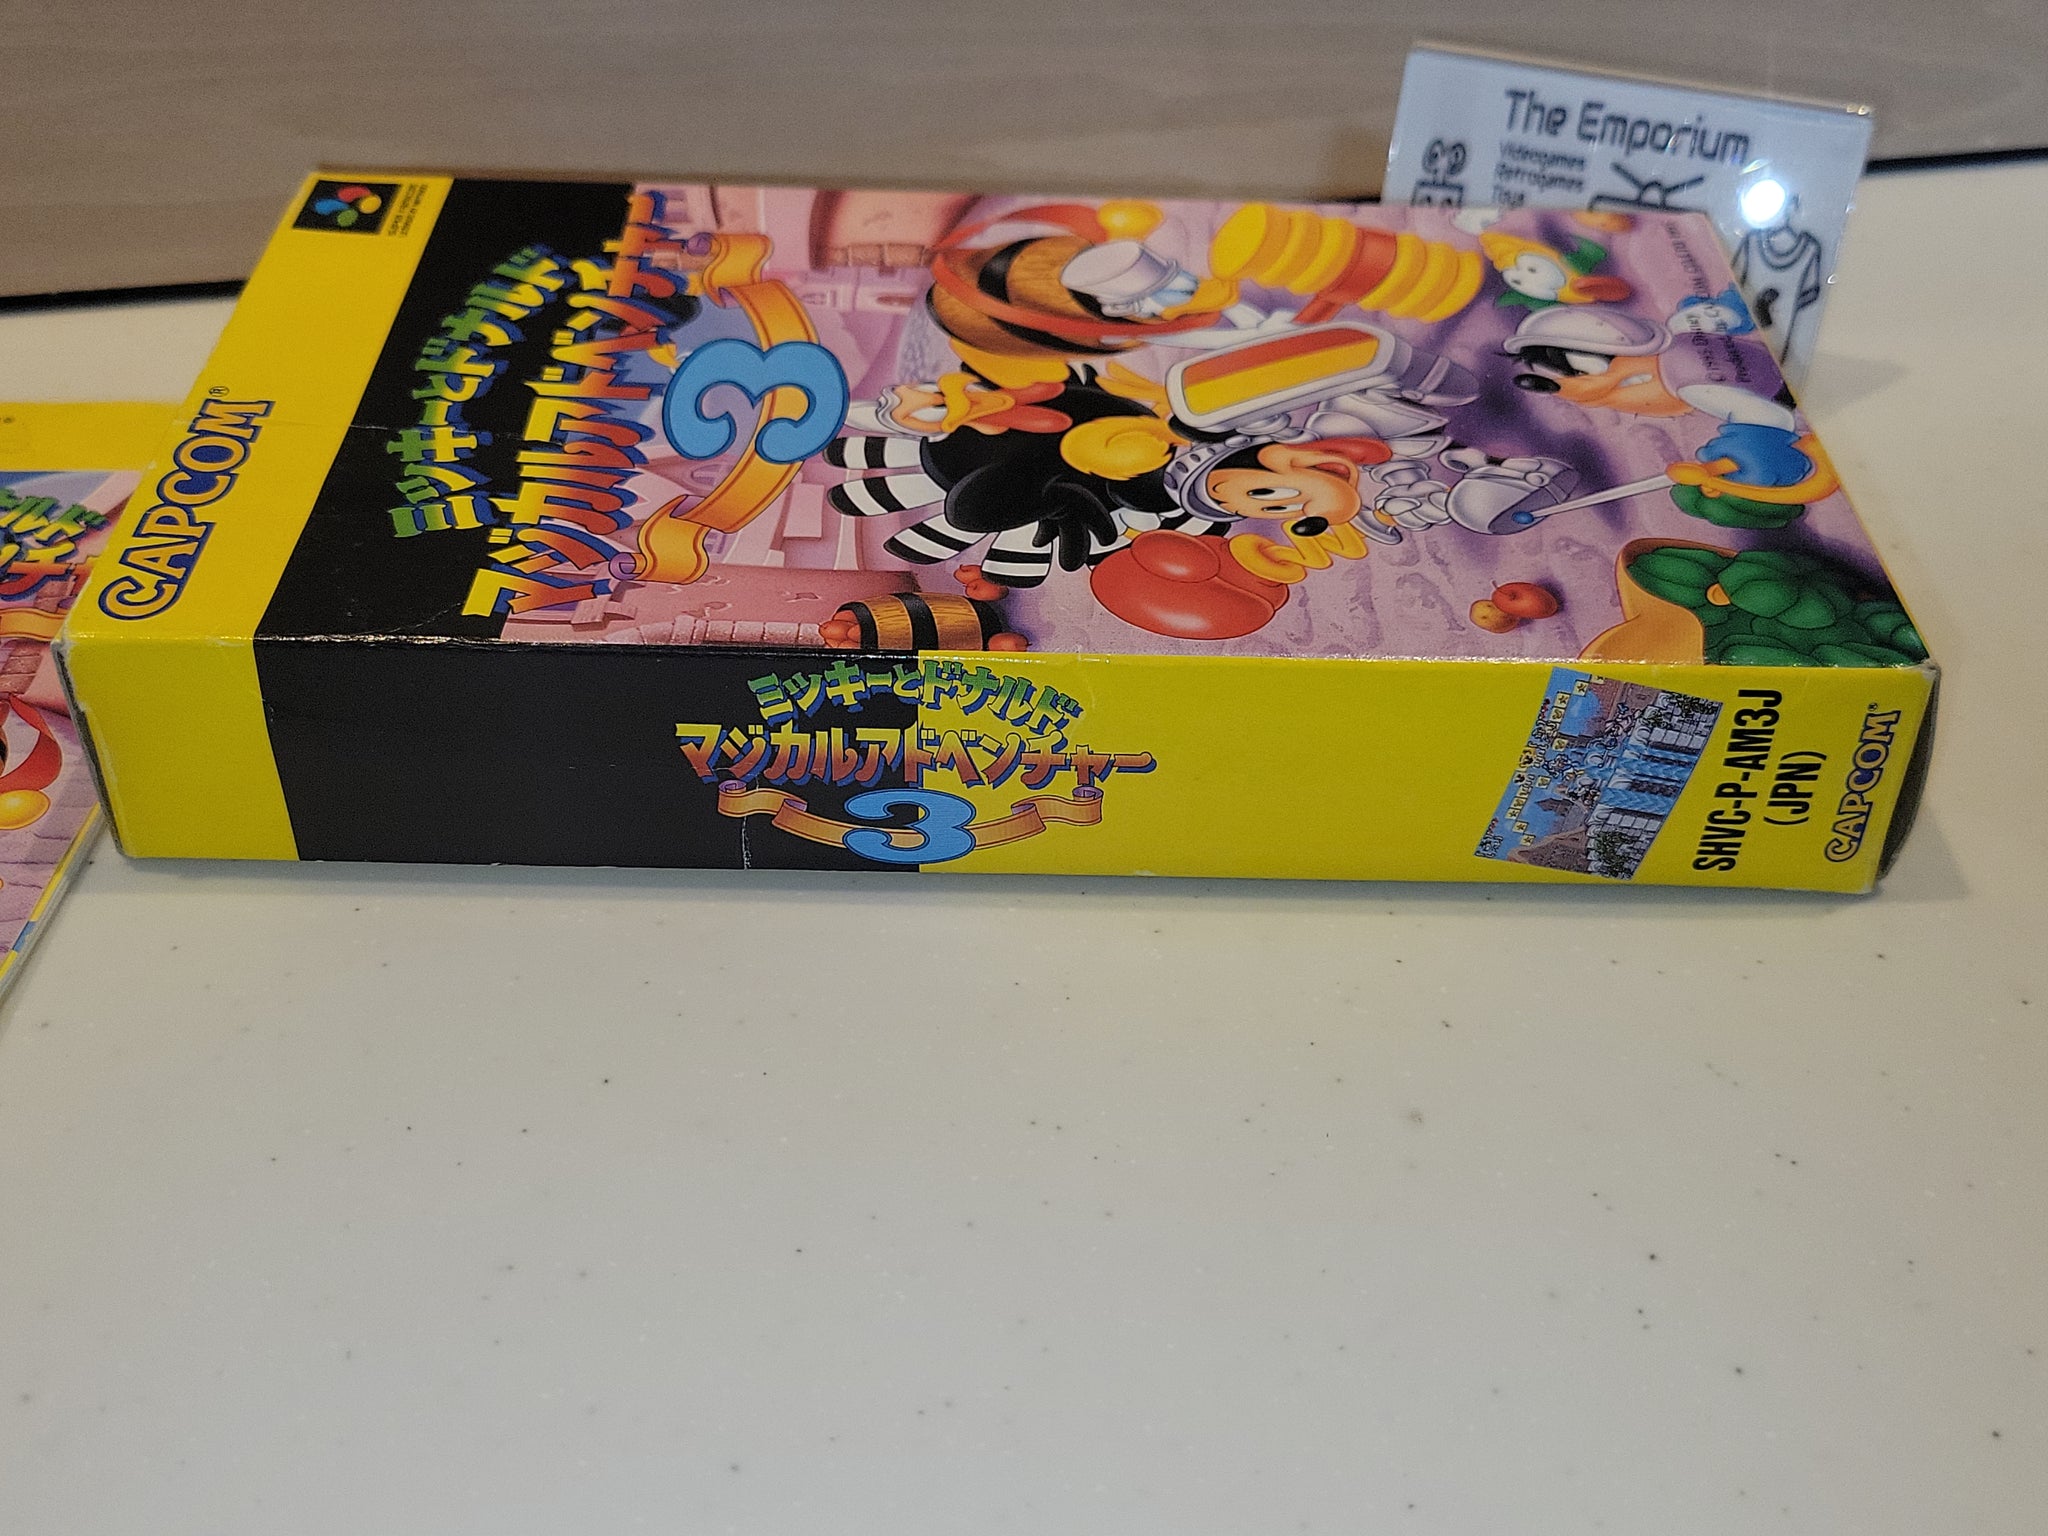 The Emporium
Videogames
Retrogames
Toys
SUPER FAMICOM
CAPCOM®
ミッキーとドナルド
マジカルアドベンチャー
3
ミッキーとドナルド
マジカルアドベンチャー
3
SHVC-P-AM3J
(JPN)
CAPCOM®